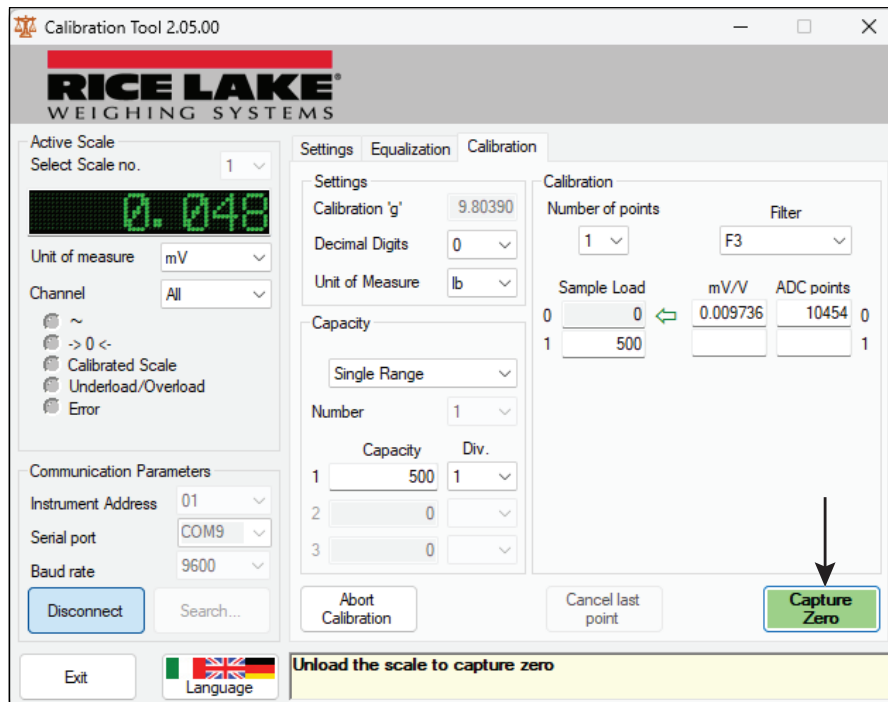 Calibration Tool 2.05.00
RICE LAKE®
WEIGHING SYSTEMS
Active Scale
Select Scale no. 1
0.048
Unit of measure mV
Channel All
~
-> 0 <-
Calibrated Scale
Underload/Overload
Error
Communication Parameters
Instrument Address 01
Serial port COM9
Baud rate 9600
Disconnect Search...
Exit Language
Settings Equalization Calibration
Settings
Calibration 'g' 9.80390
Decimal Digits 0
Unit of Measure lb
Capacity
Single Range
Number 1
Capacity Div.
1 500 1
2 0
3 0
Calibration
Number of points Filter
1 F3
Sample Load mV/V ADC points
0 0 0.009736 10454 0
1 500 1
Abort
Calibration
Cancel last
point
Capture
Zero
Unload the scale to capture zero